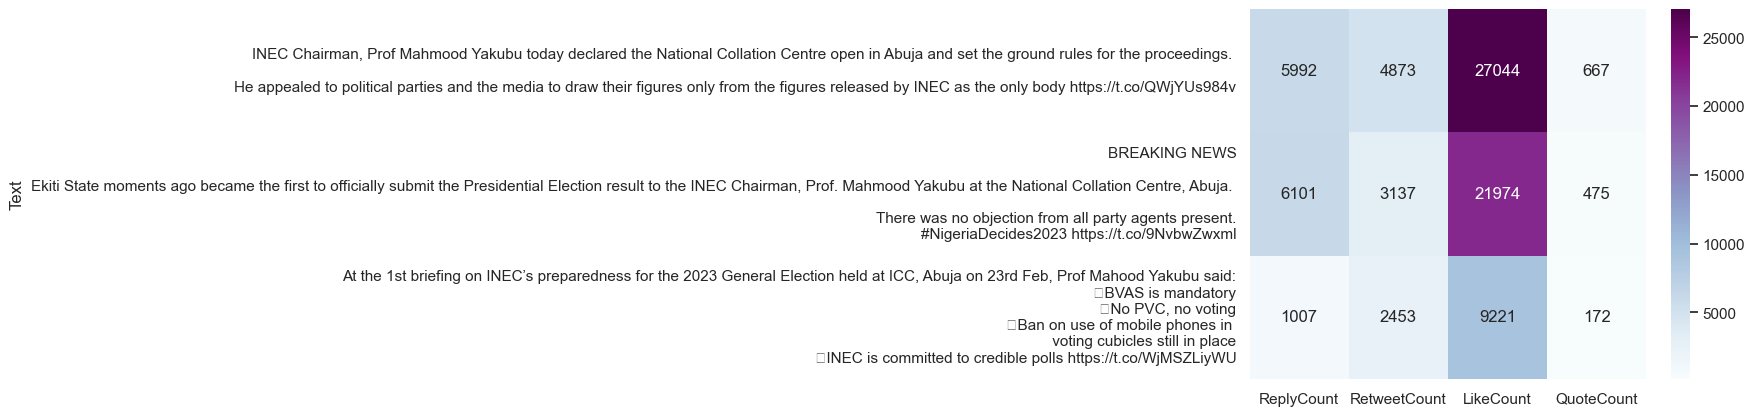 Text
INEC Chairman, Prof Mahmood Yakubu today declared the National Collation Centre open in Abuja and set the ground rules for the proceedings.
He appealed to political parties and the media to draw their figures only from the figures released by INEC as the only body https://t.co/QWjYUs984v
5992 4873 27044 667
BREAKING NEWS
Ekiti State moments ago became the first to officially submit the Presidential Election result to the INEC Chairman, Prof. Mahmood Yakubu at the National Collation Centre, Abuja.
There was no objection from all party agents present.
#NigeriaDecides2023 https://t.co/9NvbwZwxml
6101 3137 21974 475
At the 1st briefing on INEC’s preparedness for the 2023 General Election held at ICC, Abuja on 23rd Feb, Prof Mahood Yakubu said:
▯BVAS is mandatory
▯No PVC, no voting
▯Ban on use of mobile phones in
voting cubicles still in place
▯INEC is committed to credible polls https://t.co/WjMSZLiyWU
1007 2453 9221 172
ReplyCount RetweetCount LikeCount QuoteCount
25000
20000
15000
10000
5000